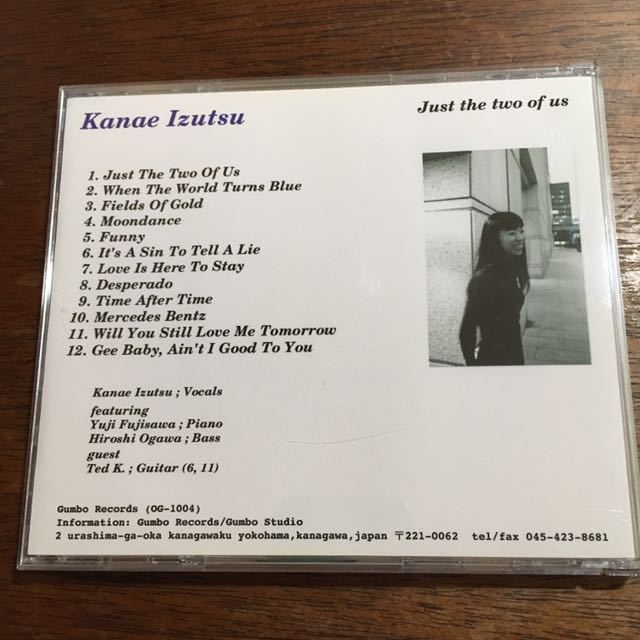 Kanae Izutsu
Just the two of us
1. Just The Two Of Us
2. When The World Turns Blue
3. Fields Of Gold
4. Moondance
5. Funny
6. It's A Sin To Tell A Lie
7. Love Is Here To Stay
8. Desperado
9. Time After Time
10. Mercedes Bentz
11. Will You Still Love Me Tomorrow
12. Gee Baby, Ain't I Good To You
Kanae Izutsu ; Vocals
featuring
Yuji Fujisawa ; Piano
Hiroshi Ogawa ; Bass
guest
Ted K. ; Guitar (6, 11)
Gumbo Records (OG-1004)
Information: Gumbo Records/Gumbo Studio
2 urashima-ga-oka kanagawaku yokohama,kanagawa,japan 〒221-0062 tel/fax 045-423-8681